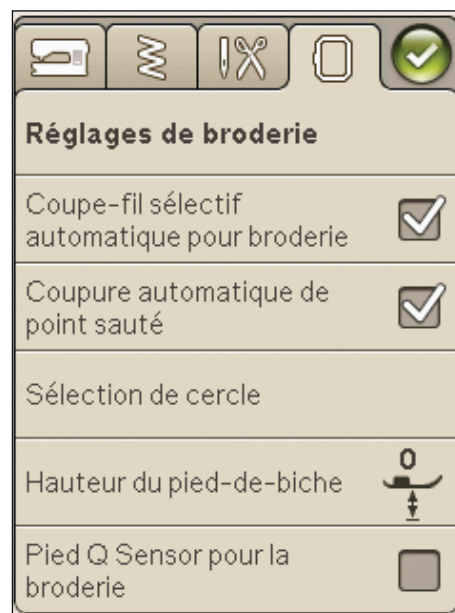 Réglages de broderie
Coupe-fil sélectif
automatique pour broderie
Coupure automatique de
point sauté
Sélection de cercle
0
Hauteur du pied-de-biche
Pied Q Sensor pour la
broderie